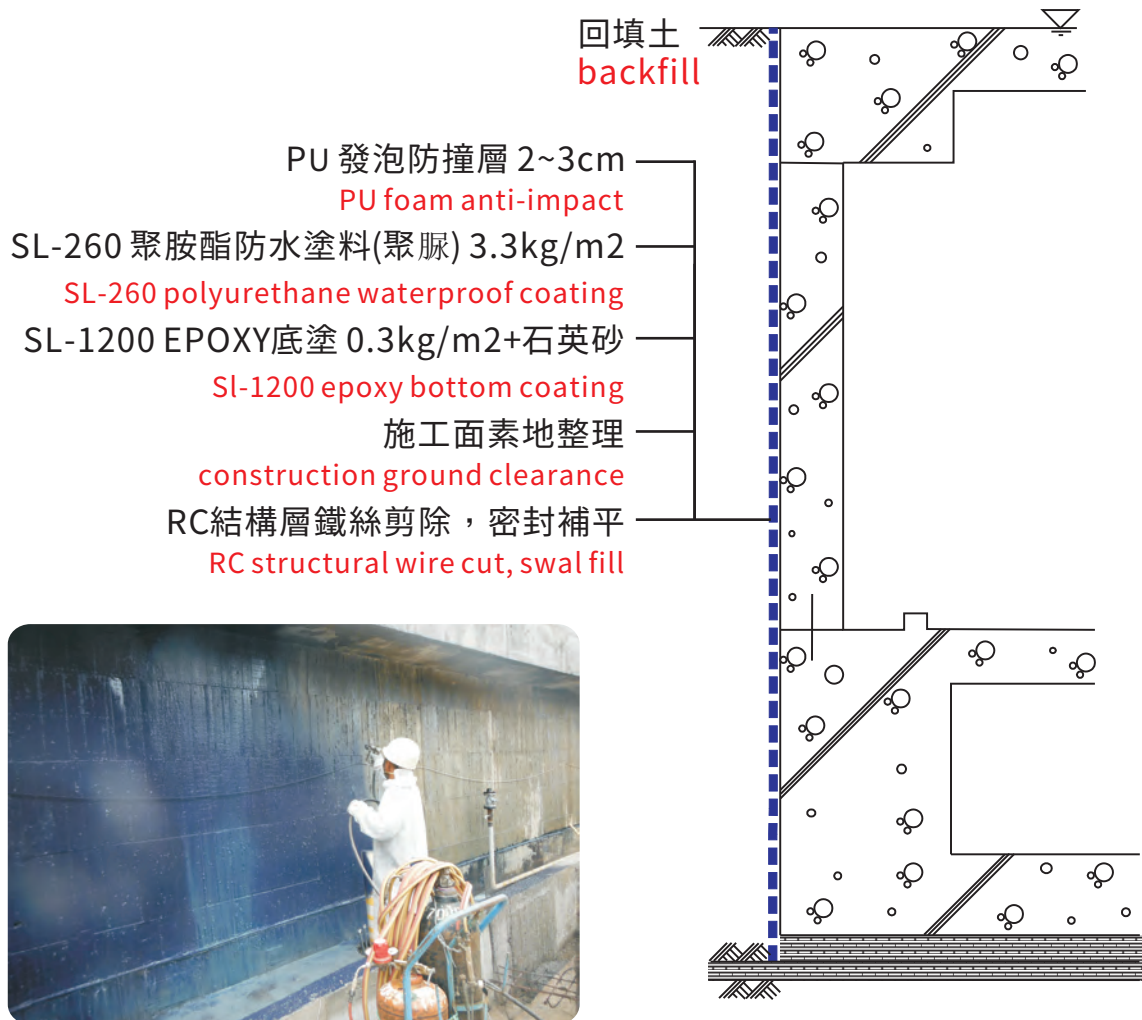 回填土
backfill
PU 發泡防撞層 2~3cm
PU foam anti-impact
SL-260 聚胺酯防水塗料(聚脲) 3.3kg/m2
SL-260 polyurethane waterproof coating
SL-1200 EPOXY底塗 0.3kg/m2+石英砂
Sl-1200 epoxy bottom coating
施工面素地整理
construction ground clearance
RC結構層鐵絲剪除，密封補平
RC structural wire cut, swal fill